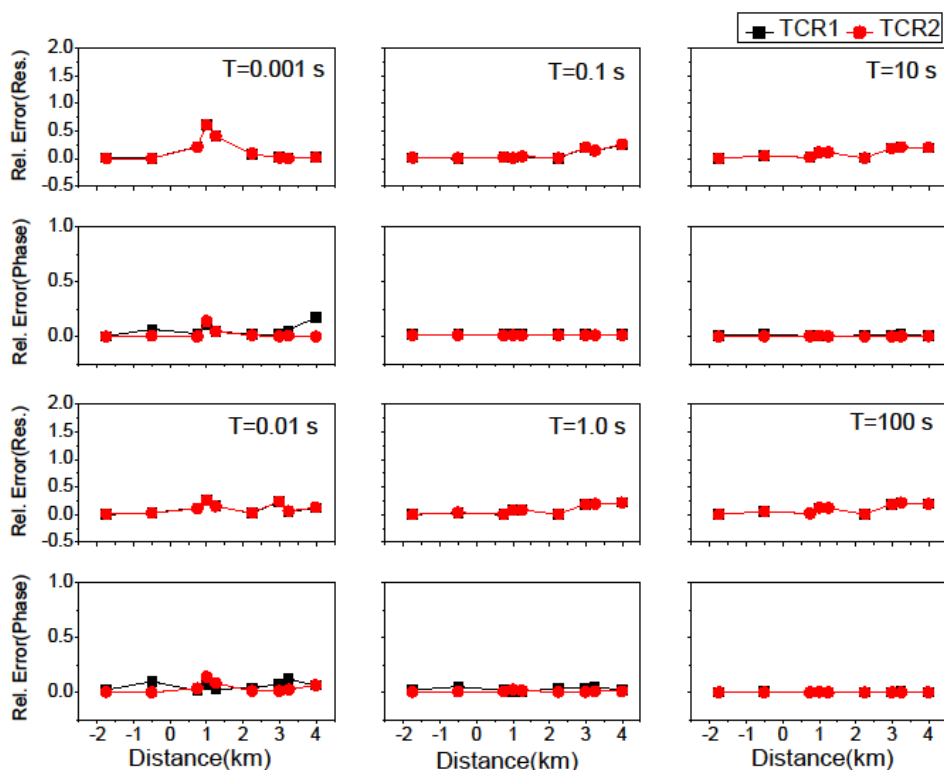 TCR1 TCR2
2.0
1.5
1.0
0.5
0.0
-0.5
Rel. Error(Res.)
T=0.001 s
T=0.1 s
T=10 s
1.0
0.5
0.0
Rel. Error(Phase)
2.0
1.5
1.0
0.5
0.0
-0.5
Rel. Error(Res.)
T=0.01 s
T=1.0 s
T=100 s
1.0
0.5
0.0
Rel. Error(Phase)
-2 -1 0 1 2 3 4 -2 -1 0 1 2 3 4 -2 -1 0 1 2 3 4
Distance(km) Distance(km) Distance(km)